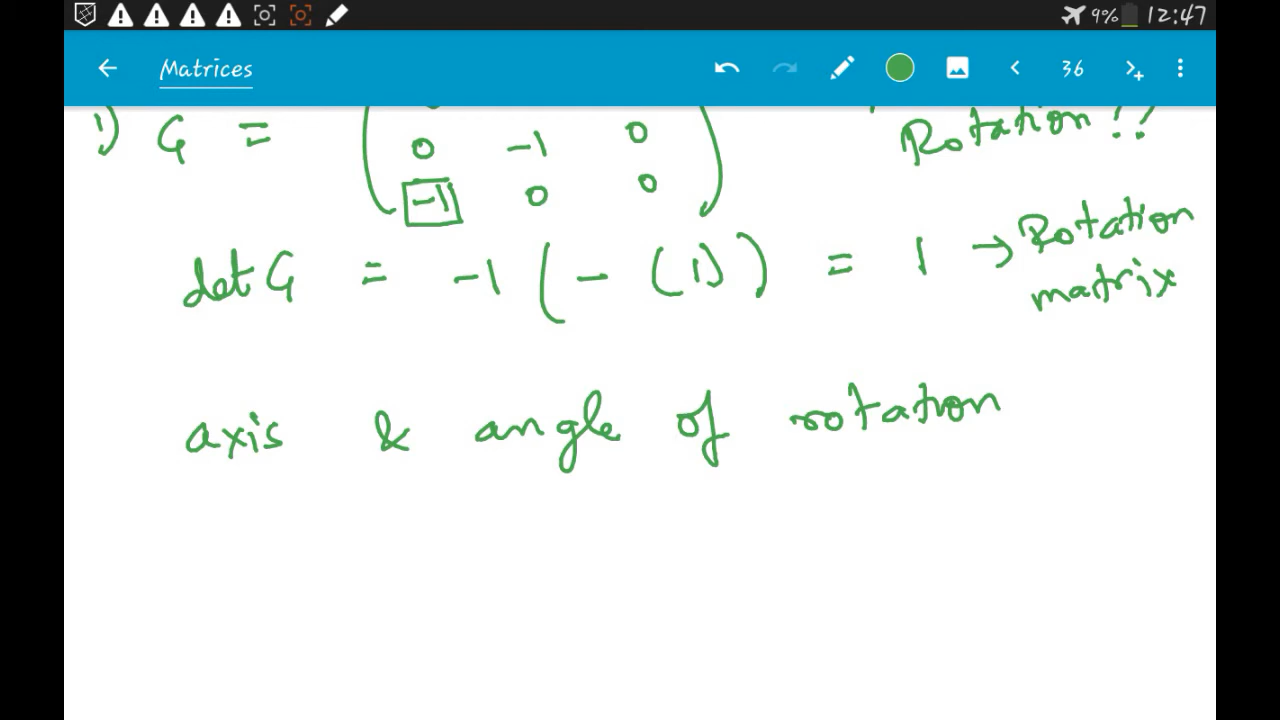 9% 12:47
Matrices 36
1) G = Rotation!!
0 -1 0
-1 0 0
det G = -1 ( - (1) ) = 1 → Rotation matrix
axis & angle of rotation